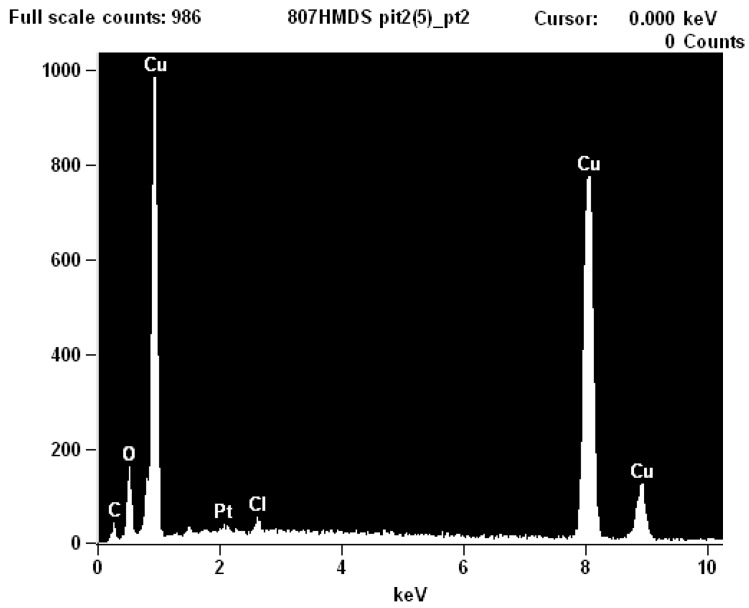 Full scale counts: 986 807HMDS pit2(5)_pt2 Cursor: 0.000 keV
0 Counts
1000
Cu
800
Cu
600
400
200
O
Cu
C
Pt
Cl
0
0 2 4 6 8 10
keV